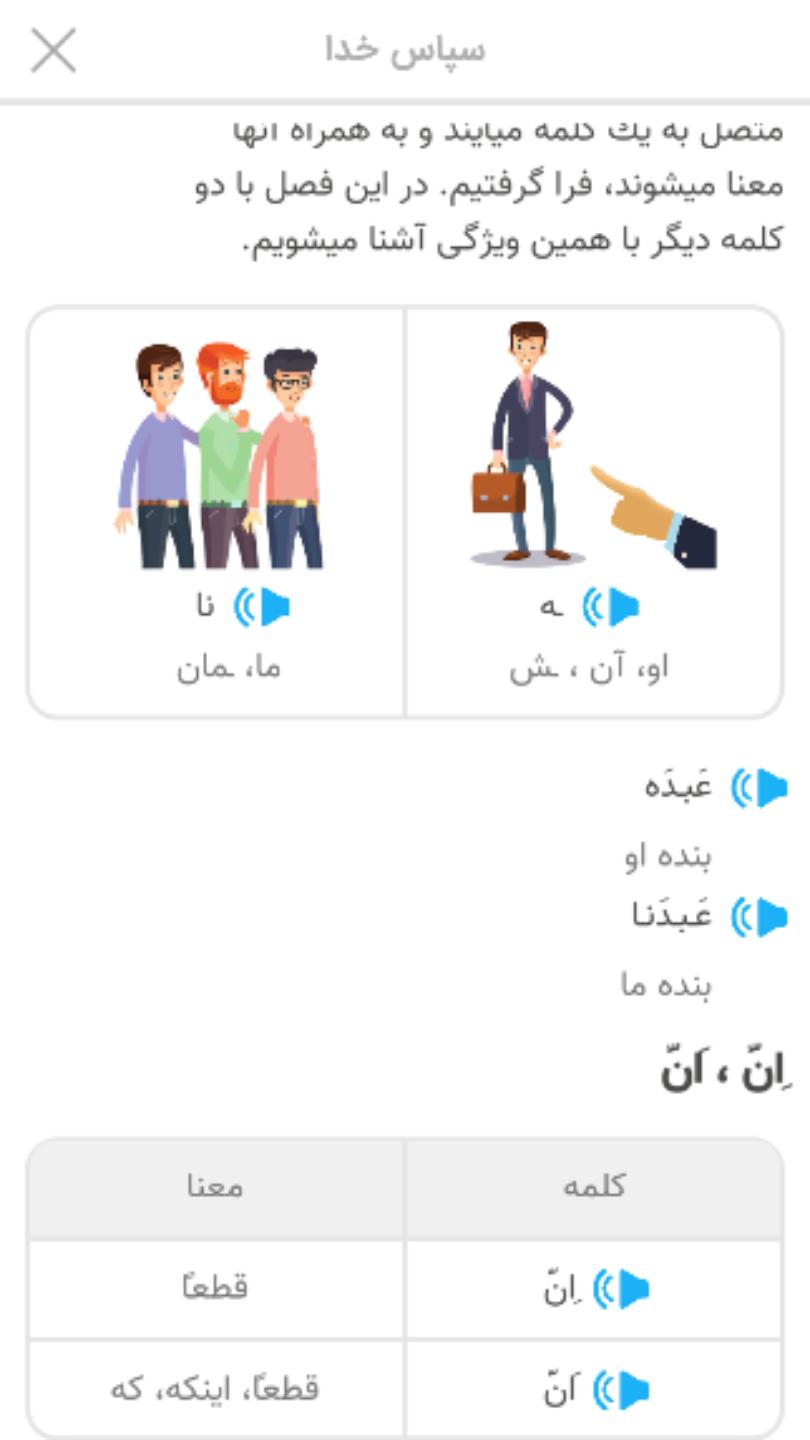 سپاس خدا
متصل به یك کلمه میایند و به همراه آنها
معنا میشوند، فرا گرفتیم. در این فصل با دو
کلمه دیگر با همین ویژگی آشنا میشویم.
ـه
او، آن ، ـش
نا
ما، ـمان
عَبدَه
بنده او
عَبدَنا
بنده ما
اِنّ ، اَنّ
کلمه
معنا
اِنّ
قطعاً
اَنّ
قطعاً، اینکه، که